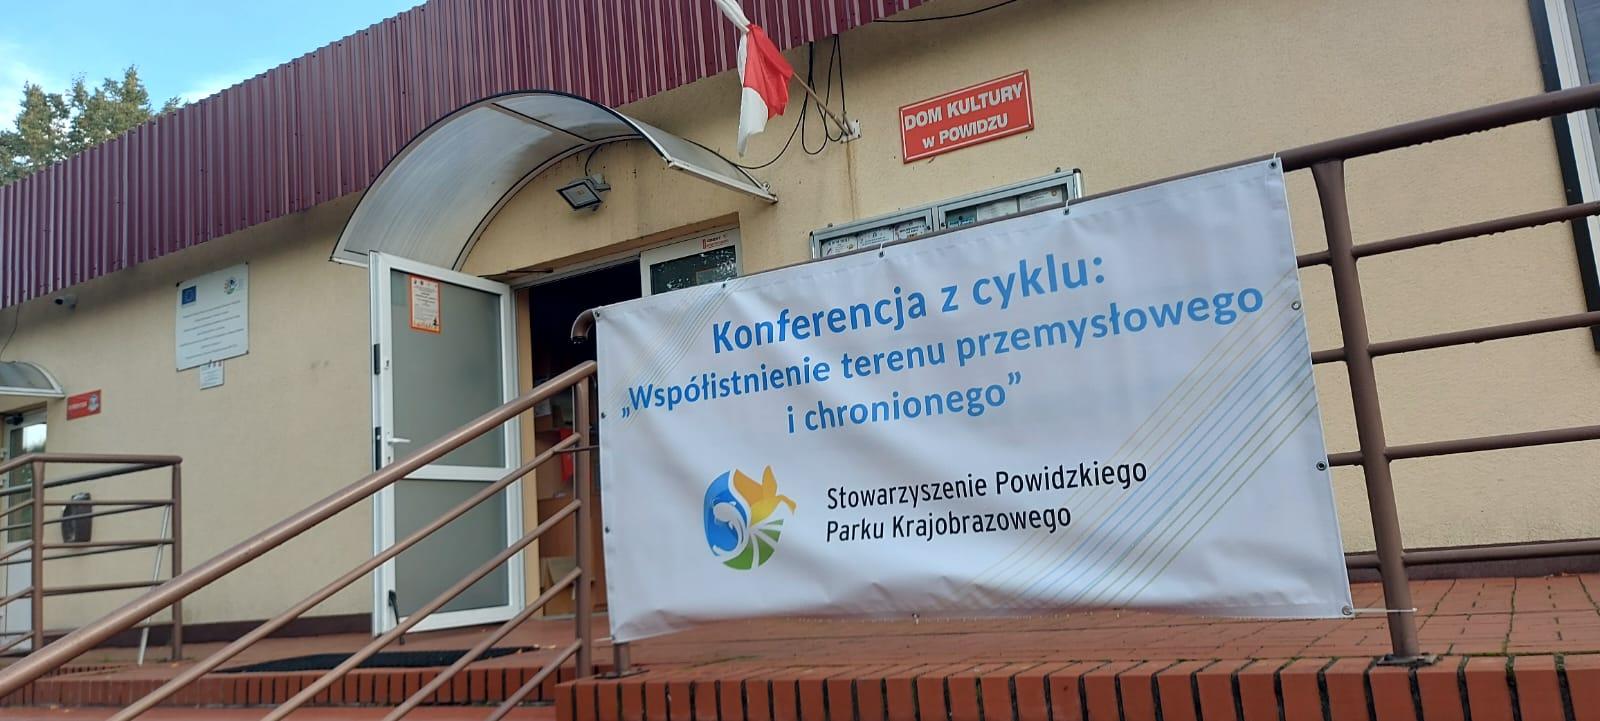 DOM KULTURY
W POWIDZU
Konferencja z cyklu:
„Współistnienie terenu przemysłowego
i chronionego”
Stowarzyszenie Powidzkiego
Parku Krajobrazowego